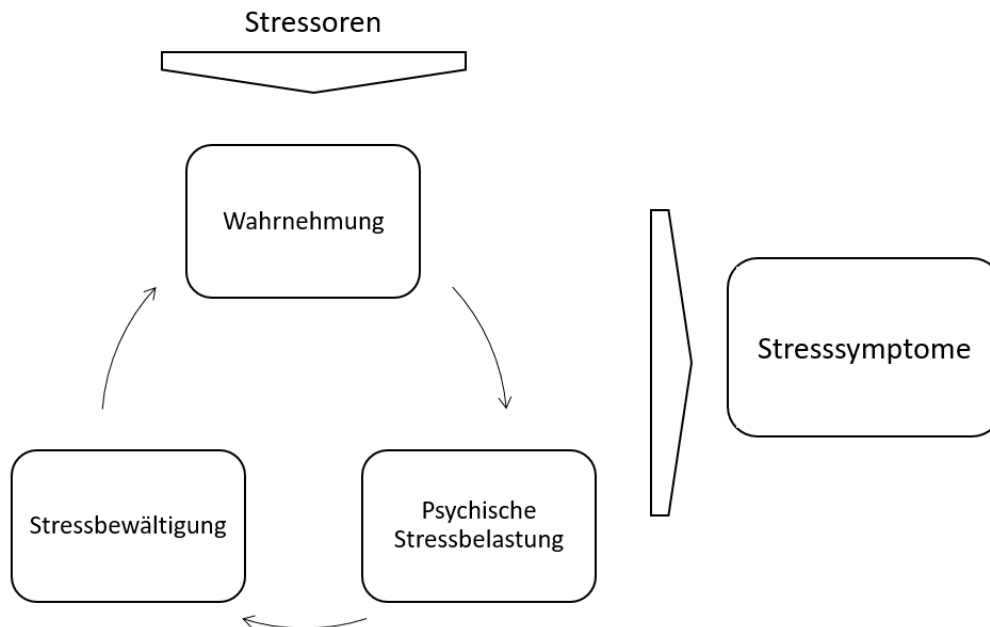 Stressoren
Wahrnehmung
Stresssymptome
Stressbewältigung
Psychische
Stressbelastung